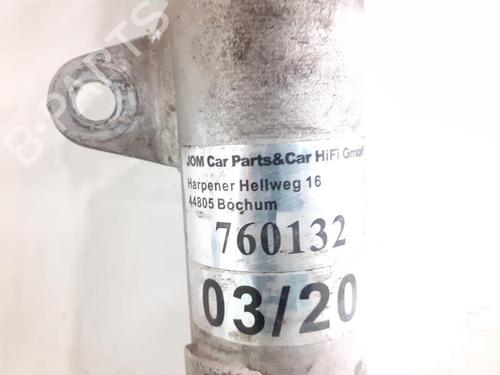 JOM Car Parts&Car HiFi GmbH
Harpener Hellweg 16
44805 Bochum
760132
03/20
B-PARTS